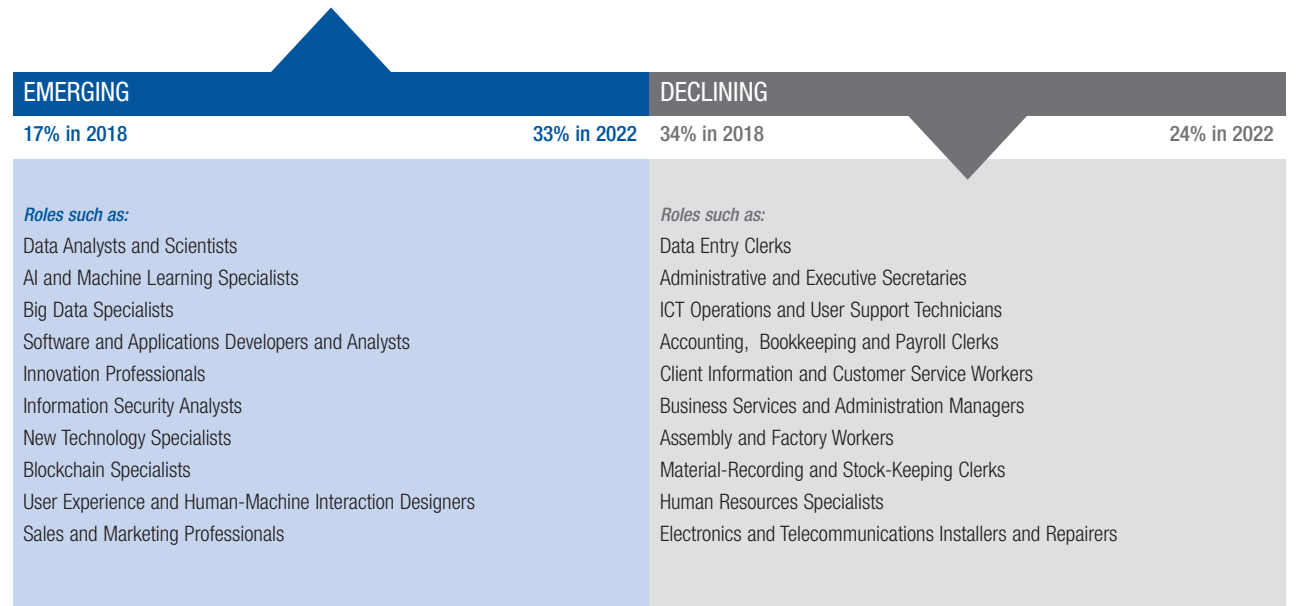 EMERGING
17% in 2018
33% in 2022
Roles such as:
Data Analysts and Scientists
AI and Machine Learning Specialists
Big Data Specialists
Software and Applications Developers and Analysts
Innovation Professionals
Information Security Analysts
New Technology Specialists
Blockchain Specialists
User Experience and Human-Machine Interaction Designers
Sales and Marketing Professionals
DECLINING
34% in 2018
24% in 2022
Roles such as:
Data Entry Clerks
Administrative and Executive Secretaries
ICT Operations and User Support Technicians
Accounting, Bookkeeping and Payroll Clerks
Client Information and Customer Service Workers
Business Services and Administration Managers
Assembly and Factory Workers
Material-Recording and Stock-Keeping Clerks
Human Resources Specialists
Electronics and Telecommunications Installers and Repairers